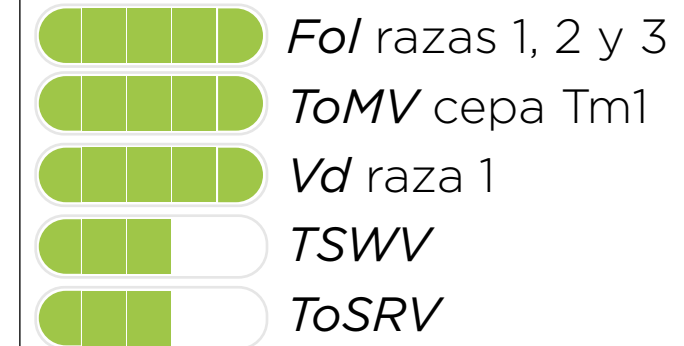 Fol razas 1, 2 y 3
ToMV cepa Tm1
Vd raza 1
TSWV
ToSRV